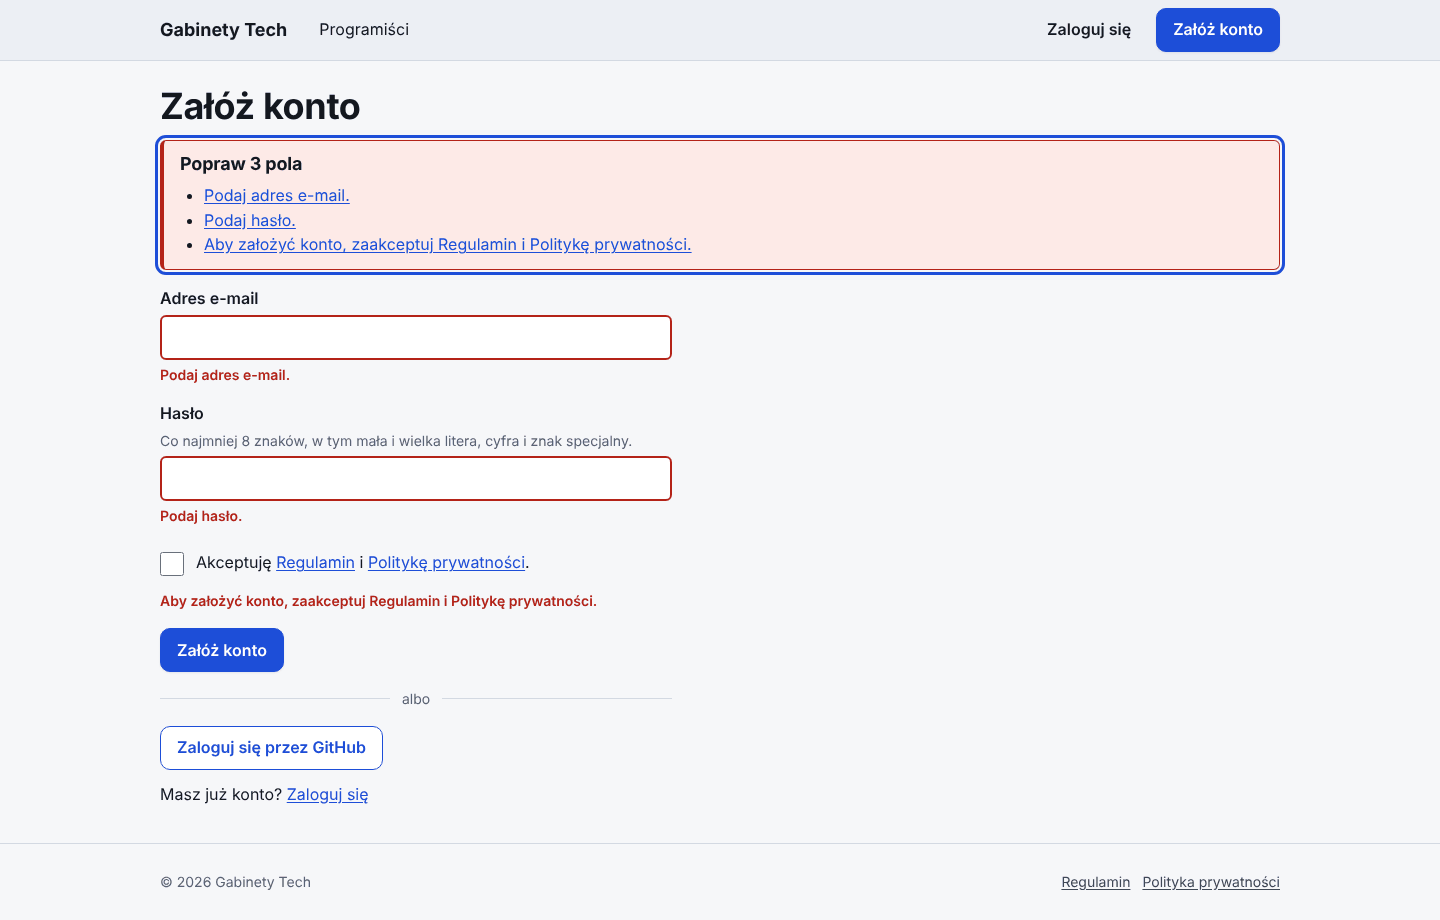 Gabinety Tech Programiści Zaloguj się Załóż konto
Załóż konto
Popraw 3 pola
Podaj adres e-mail.
Podaj hasło.
Aby założyć konto, zaakceptuj Regulamin i Politykę prywatności.
Adres e-mail
Podaj adres e-mail.
Hasło
Co najmniej 8 znaków, w tym mała i wielka litera, cyfra i znak specjalny.
Podaj hasło.
Akceptuję Regulamin i Politykę prywatności.
Aby założyć konto, zaakceptuj Regulamin i Politykę prywatności.
Załóż konto
albo
Zaloguj się przez GitHub
Masz już konto? Zaloguj się
© 2026 Gabinety Tech Regulamin Polityka prywatności